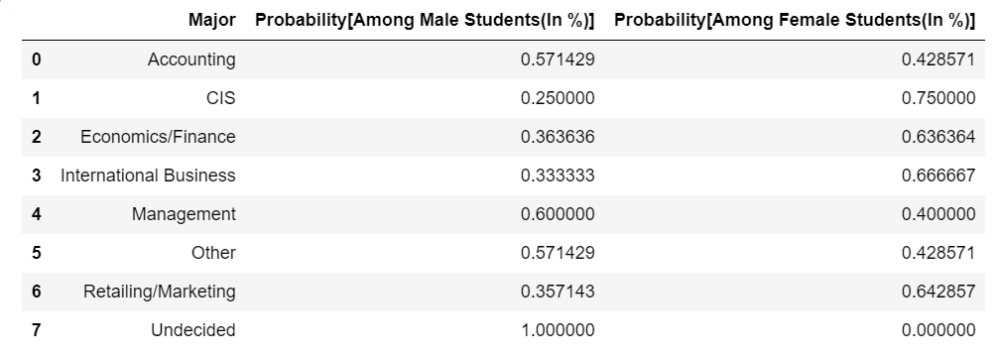 Major Probability[Among Male Students(In %)] Probability[Among Female Students(In %)]
0 Accounting 0.571429 0.428571
1 CIS 0.250000 0.750000
2 Economics/Finance 0.363636 0.636364
3 International Business 0.333333 0.666667
4 Management 0.600000 0.400000
5 Other 0.571429 0.428571
6 Retailing/Marketing 0.357143 0.642857
7 Undecided 1.000000 0.000000